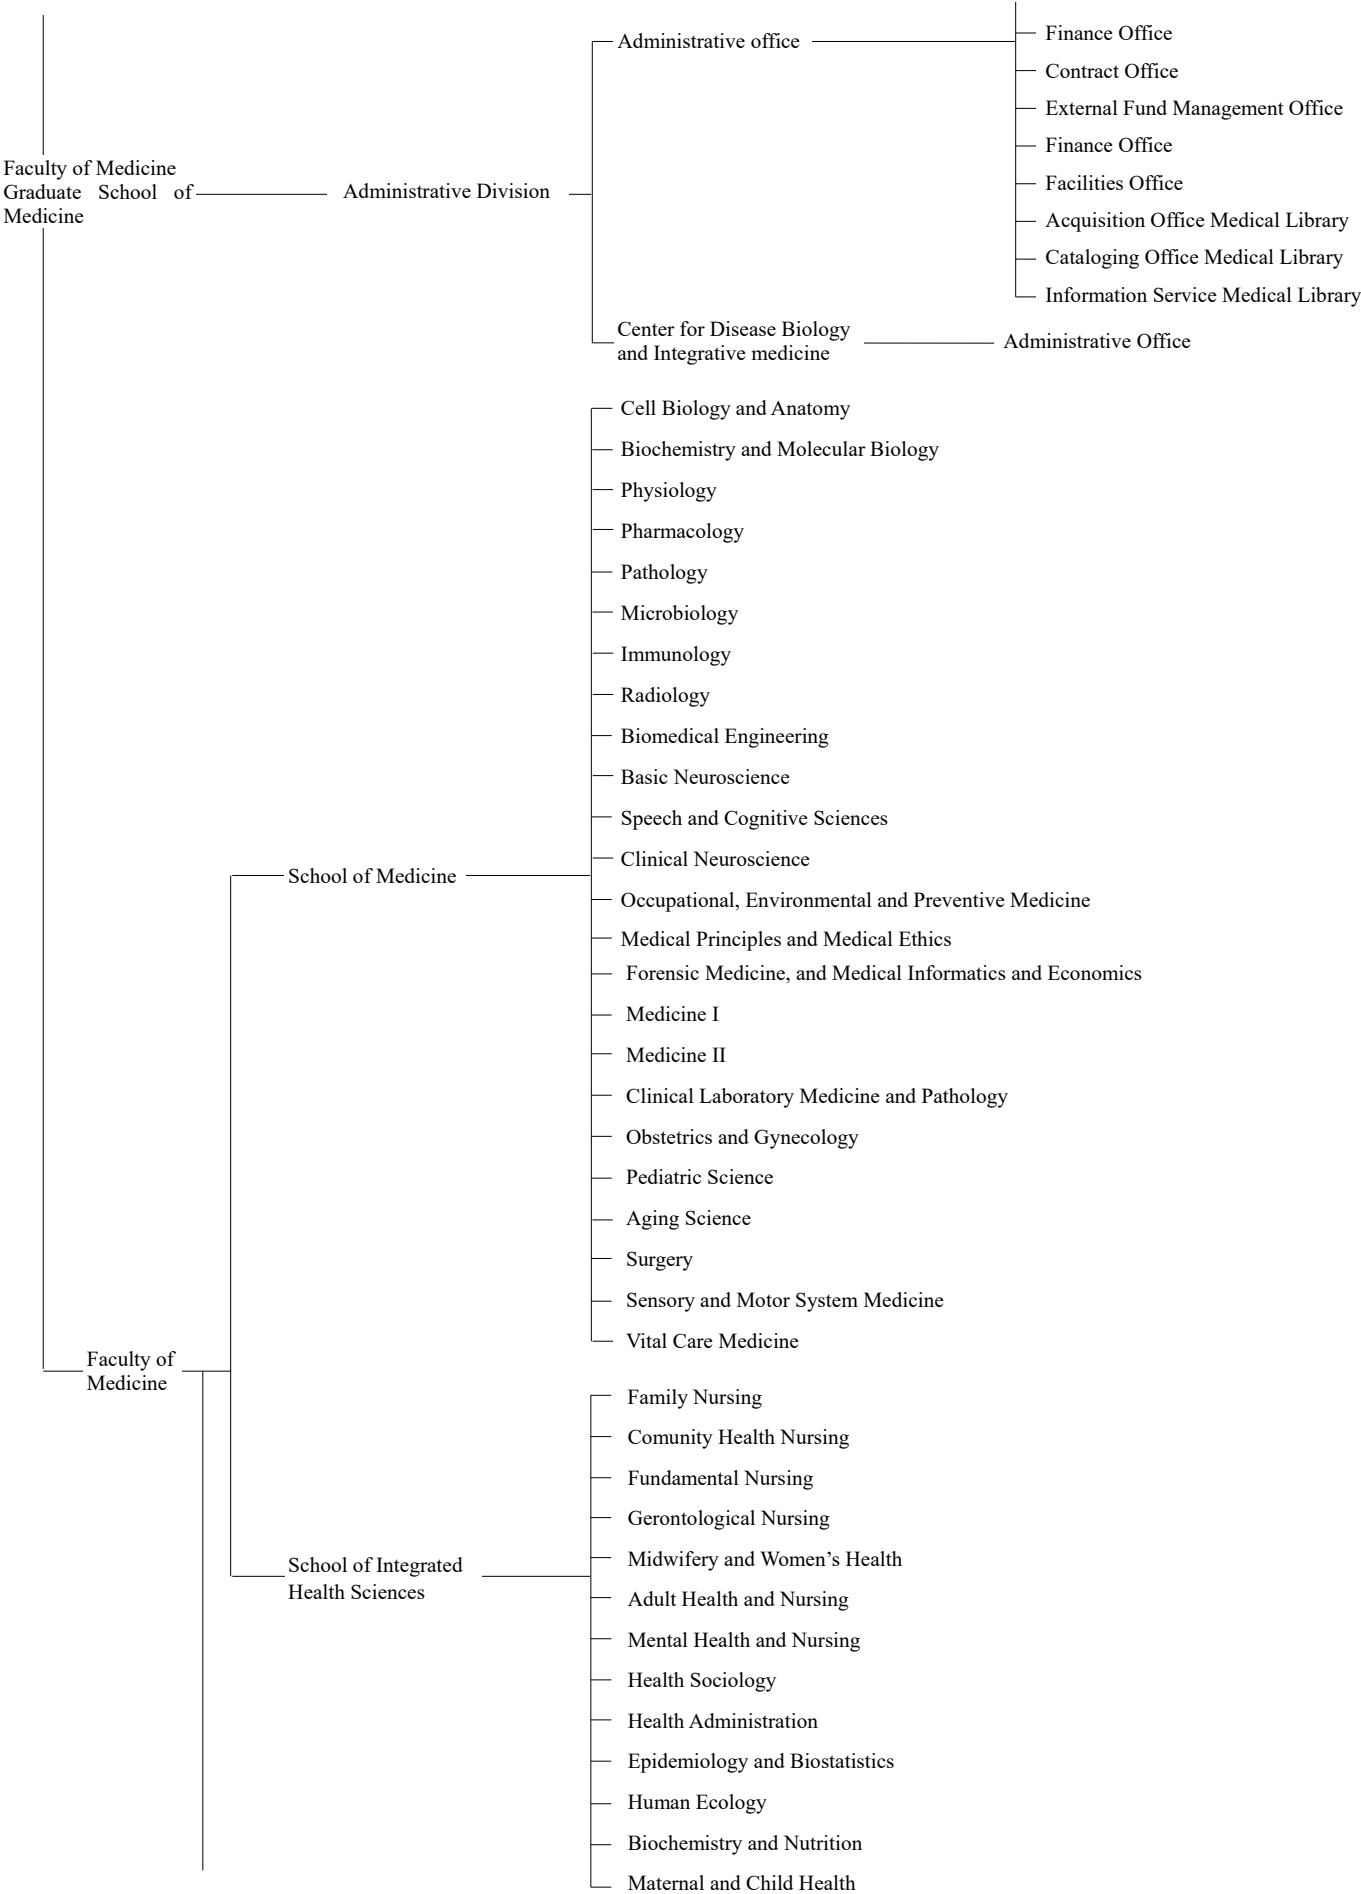 Finance Office
Administrative office
Contract Office
External Fund Management Office
Finance Office
Faculty of Medicine
Graduate School of
Medicine
Administrative Division
Facilities Office
Acquisition Office Medical Library
Cataloging Office Medical Library
Information Service Medical Library
Center for Disease Biology
and Integrative medicine
Administrative Office
Cell Biology and Anatomy
Biochemistry and Molecular Biology
Physiology
Pharmacology
Pathology
Microbiology
Immunology
Radiology
Biomedical Engineering
Basic Neuroscience
Speech and Cognitive Sciences
Clinical Neuroscience
School of Medicine
Occupational, Environmental and Preventive Medicine
Medical Principles and Medical Ethics
Forensic Medicine, and Medical Informatics and Economics
Medicine I
Medicine II
Clinical Laboratory Medicine and Pathology
Obstetrics and Gynecology
Pediatric Science
Aging Science
Surgery
Sensory and Motor System Medicine
Vital Care Medicine
Faculty of
Medicine
Family Nursing
Comunity Health Nursing
Fundamental Nursing
Gerontological Nursing
Midwifery and Women’s Health
School of Integrated
Health Sciences
Adult Health and Nursing
Mental Health and Nursing
Health Sociology
Health Administration
Epidemiology and Biostatistics
Human Ecology
Biochemistry and Nutrition
Maternal and Child Health